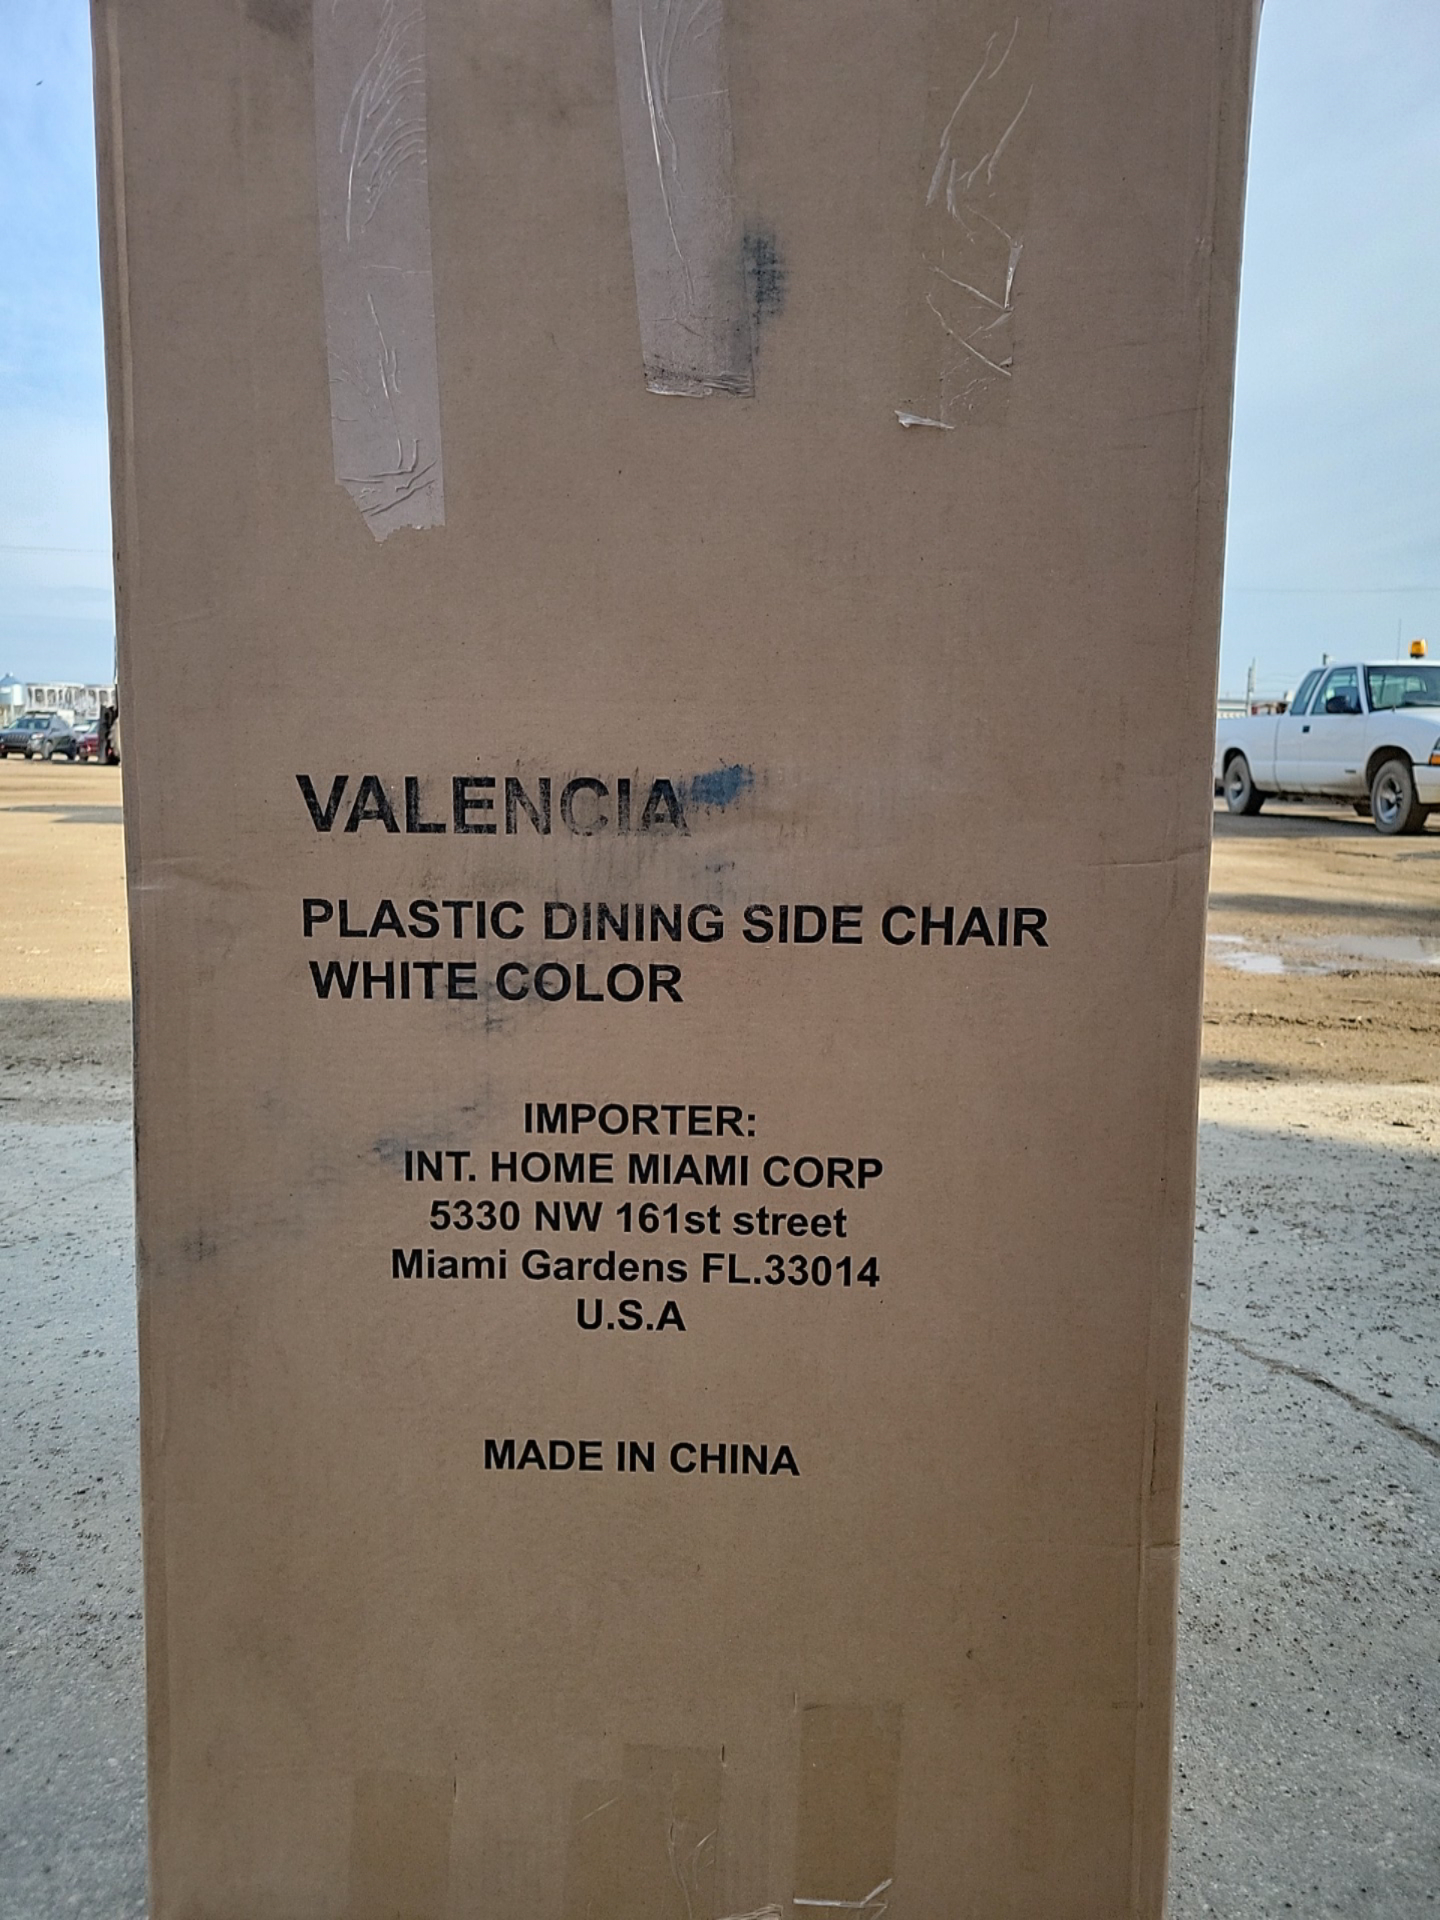 VALENCIA
PLASTIC DINING SIDE CHAIR
WHITE COLOR
IMPORTER:
INT. HOME MIAMI CORP
5330 NW 161st street
Miami Gardens FL.33014
U.S.A
MADE IN CHINA